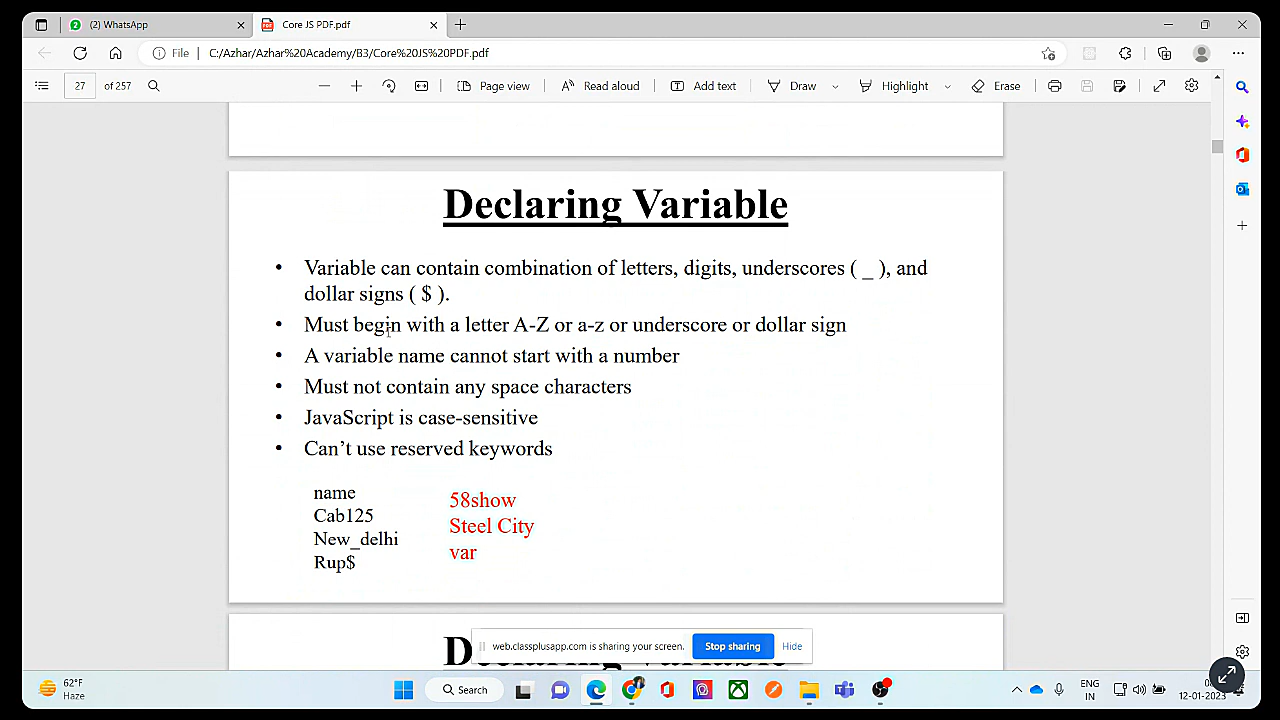 (2) WhatsApp
Core JS PDF.pdf
File C:/Azhar/Azhar%20Academy/B3/Core%20JS%20PDF.pdf
27 of 257
Page view
Read aloud
Add text
Draw
Highlight
Erase
Declaring Variable
• Variable can contain combination of letters, digits, underscores ( _ ), and
dollar signs ( $ ).
• Must begin with a letter A-Z or a-z or underscore or dollar sign
• A variable name cannot start with a number
• Must not contain any space characters
• JavaScript is case-sensitive
• Can’t use reserved keywords
name
Cab125
New_delhi
Rup$
58show
Steel City
var
web.classplusapp.com is sharing your screen.
Stop sharing
Hide
62°F
Haze
Search
ENG
IN
12-01-2023